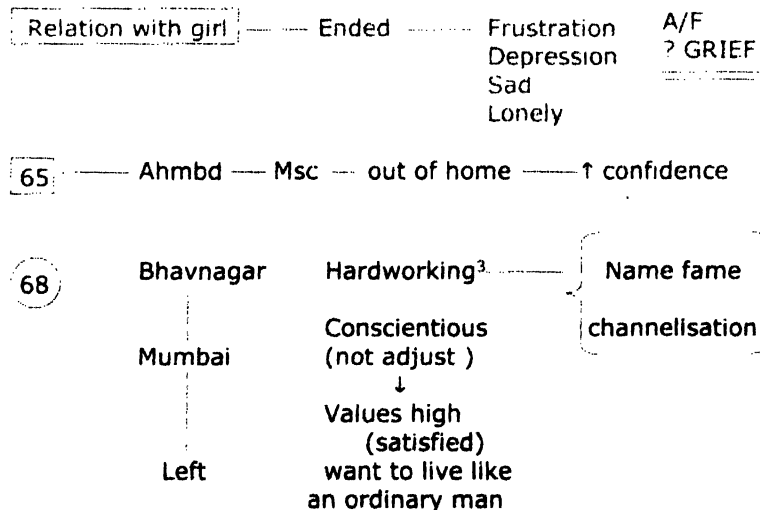 Relation with girl Ended Frustration A/F
Depression ? GRIEF
Sad
Lonely
65 Ahmbd Msc out of home ↑ confidence
68 Bhavnagar Hardworking³ Name fame
Mumbai Conscientious channelisation
(not adjust )
↓
Values high
(satisfied)
Left want to live like
an ordinary man